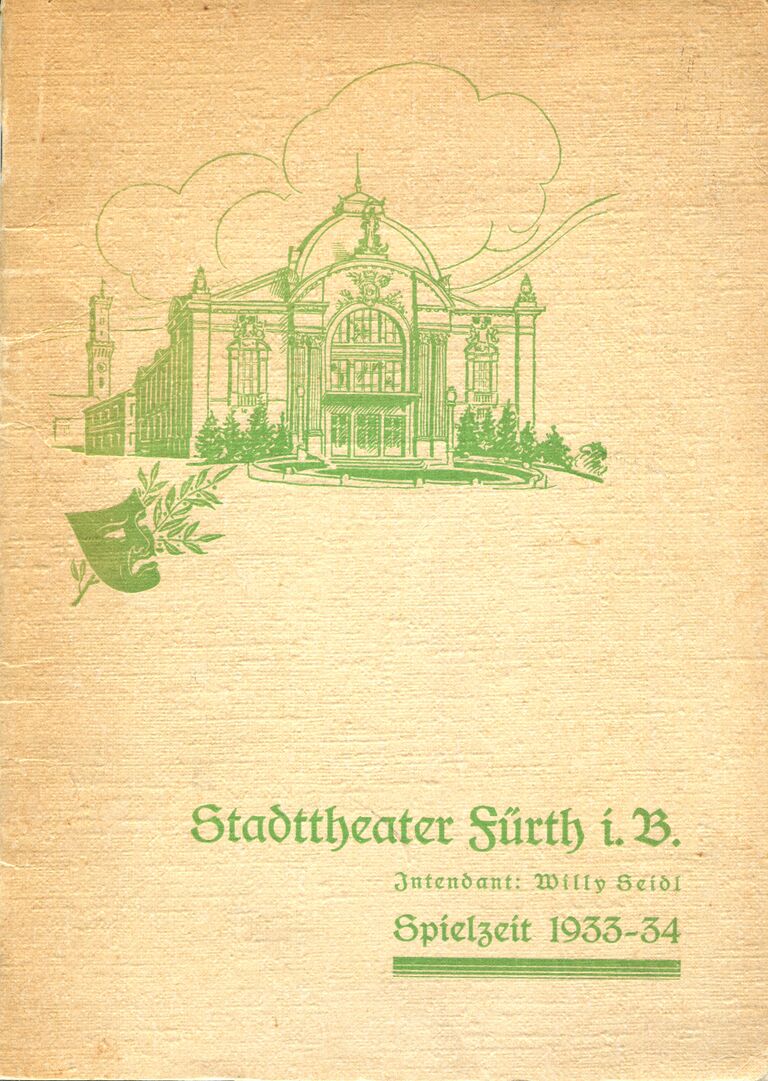 Stadttheater Fürth i. B.
Intendant: Willy Seidl
Spielzeit 1933-34